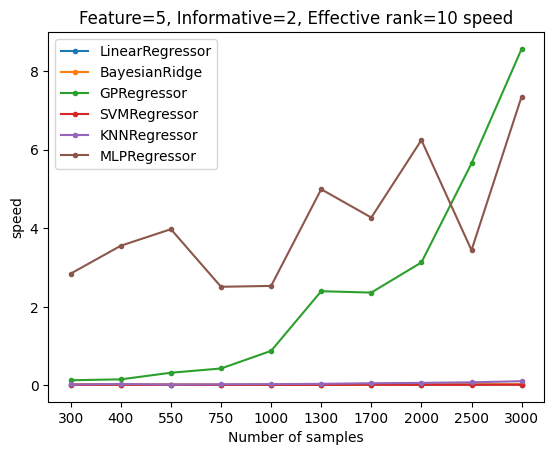 Feature=5, Informative=2, Effective rank=10 speed
LinearRegressor
BayesianRidge
GPRegressor
SVMRegressor
KNNRegressor
MLPRegressor
8
6
4
2
0
speed
300 400 550 750 1000 1300 1700 2000 2500 3000
Number of samples